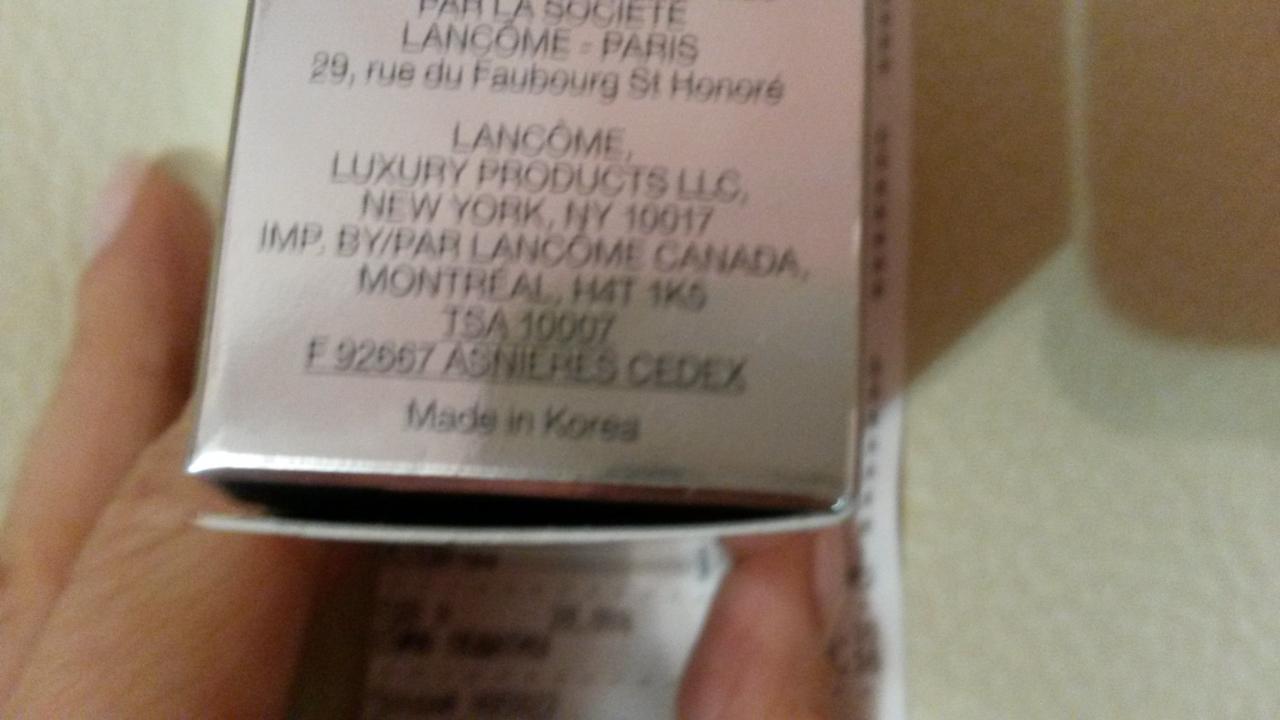 PAR LA SOCIÉTÉ
LANCÔME - PARIS
29, rue du Faubourg St Honoré
LANCÔME,
LUXURY PRODUCTS LLC,
NEW YORK, NY 10017
IMP. BY/PAR LANCÔME CANADA,
MONTRÉAL, H4T 1K5
TSA 10007
F 92667 ASNIERES CEDEX
Made in Korea